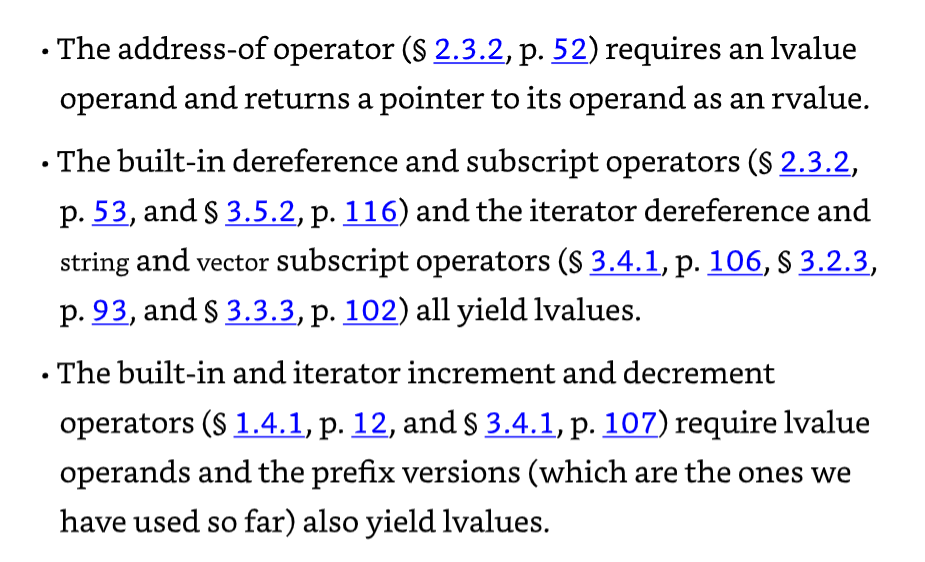 • The address-of operator (§ 2.3.2, p. 52) requires an lvalue
operand and returns a pointer to its operand as an rvalue.
• The built-in dereference and subscript operators (§ 2.3.2,
p. 53, and § 3.5.2, p. 116) and the iterator dereference and
string and vector subscript operators (§ 3.4.1, p. 106, § 3.2.3,
p. 93, and § 3.3.3, p. 102) all yield lvalues.
• The built-in and iterator increment and decrement
operators (§ 1.4.1, p. 12, and § 3.4.1, p. 107) require lvalue
operands and the prefix versions (which are the ones we
have used so far) also yield lvalues.